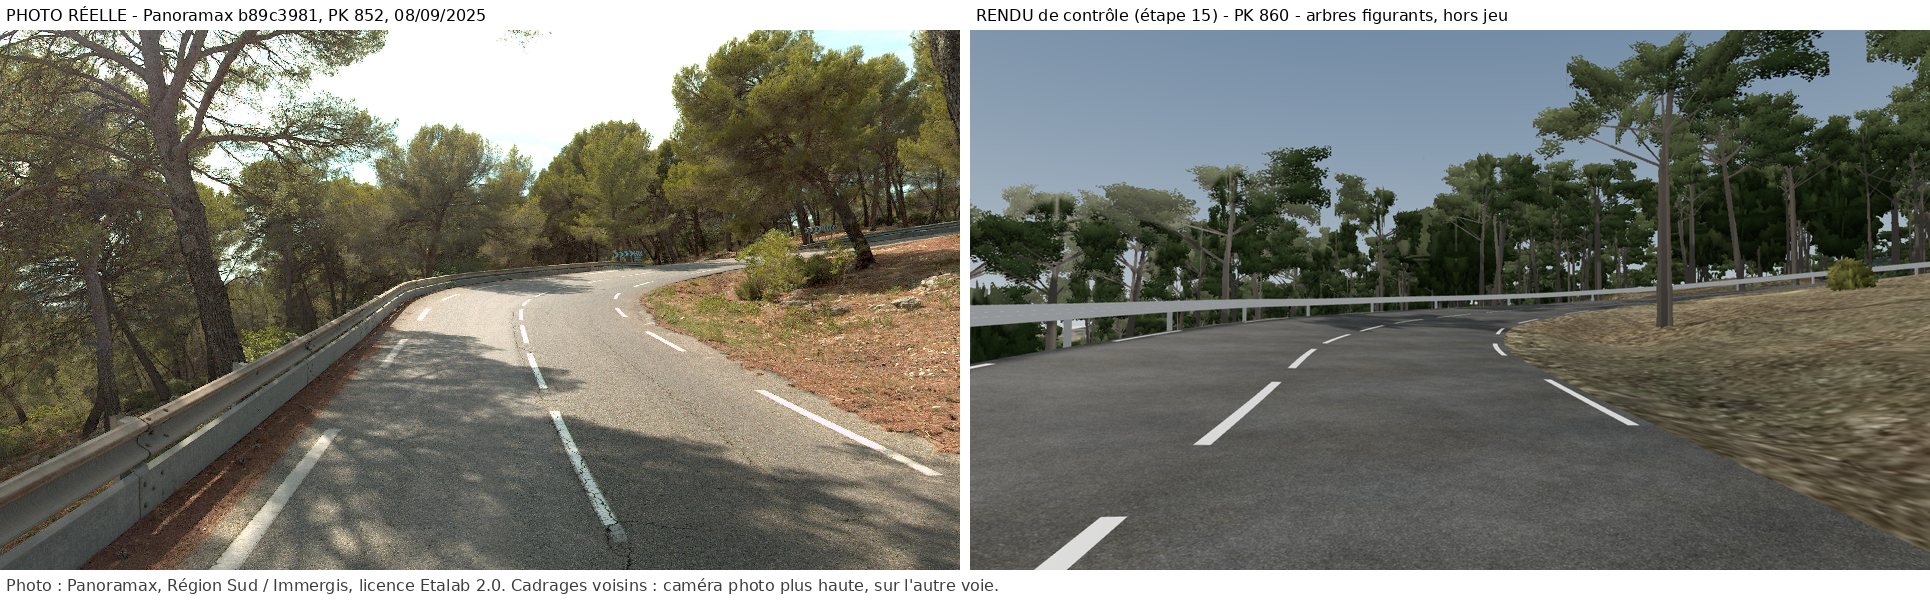 PHOTO RÉELLE - Panoramax b89c3981, PK 852, 08/09/2025
RENDU de contrôle (étape 15) - PK 860 - arbres figurants, hors jeu
Photo : Panoramax, Région Sud / Immergis, licence Etalab 2.0. Cadrages voisins : caméra photo plus haute, sur l'autre voie.